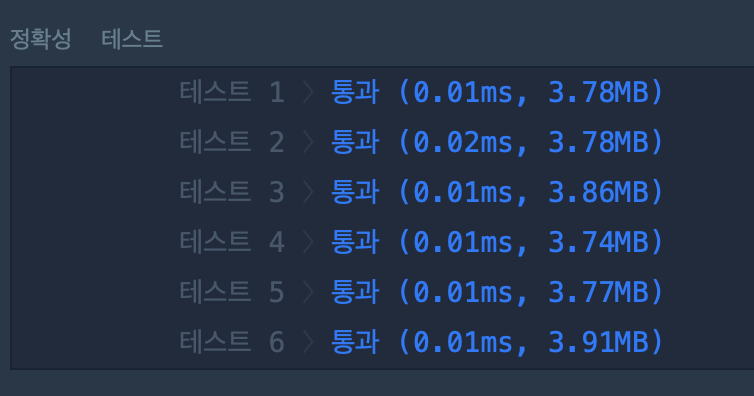 정확성 테스트
테스트 1 〉 통과 (0.01ms, 3.78MB)
테스트 2 〉 통과 (0.02ms, 3.78MB)
테스트 3 〉 통과 (0.01ms, 3.86MB)
테스트 4 〉 통과 (0.01ms, 3.74MB)
테스트 5 〉 통과 (0.01ms, 3.77MB)
테스트 6 〉 통과 (0.01ms, 3.91MB)